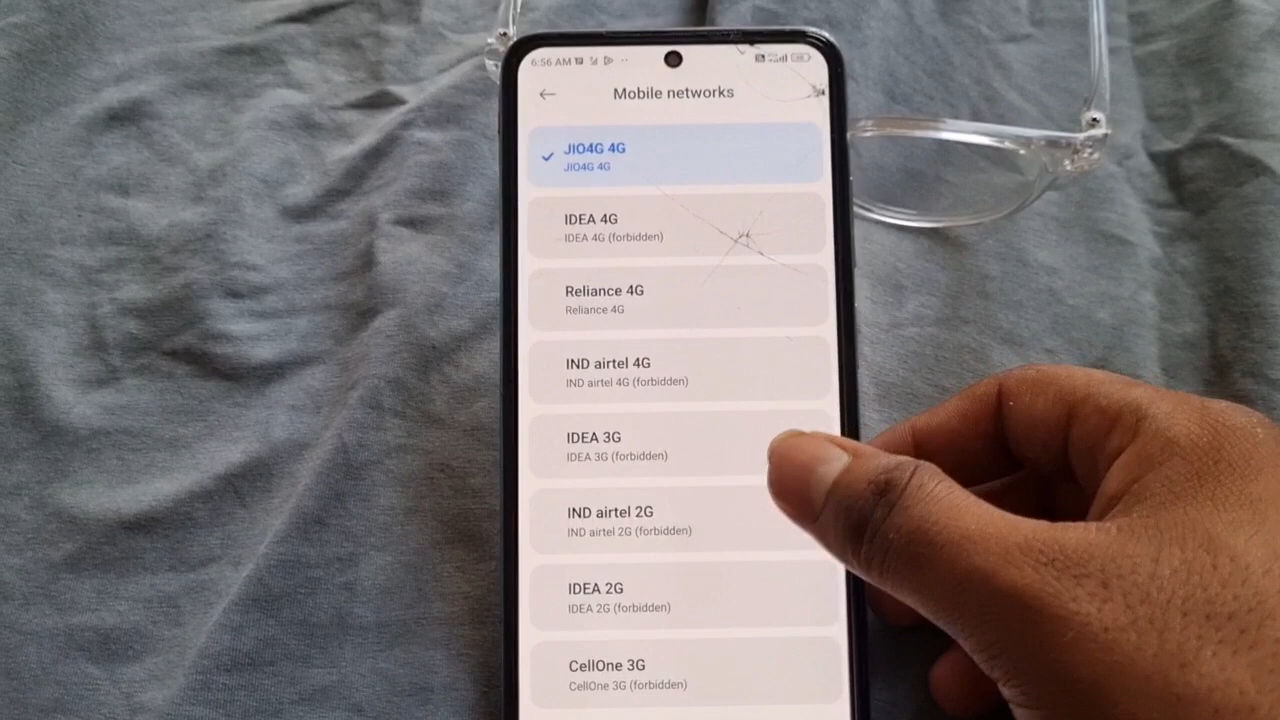 6:56 AM
Mobile networks
JIO4G 4G
JIO4G 4G
IDEA 4G
IDEA 4G (forbidden)
Reliance 4G
Reliance 4G
IND airtel 4G
IND airtel 4G (forbidden)
IDEA 3G
IDEA 3G (forbidden)
IND airtel 2G
IND airtel 2G (forbidden)
IDEA 2G
IDEA 2G (forbidden)
CellOne 3G
CellOne 3G (forbidden)